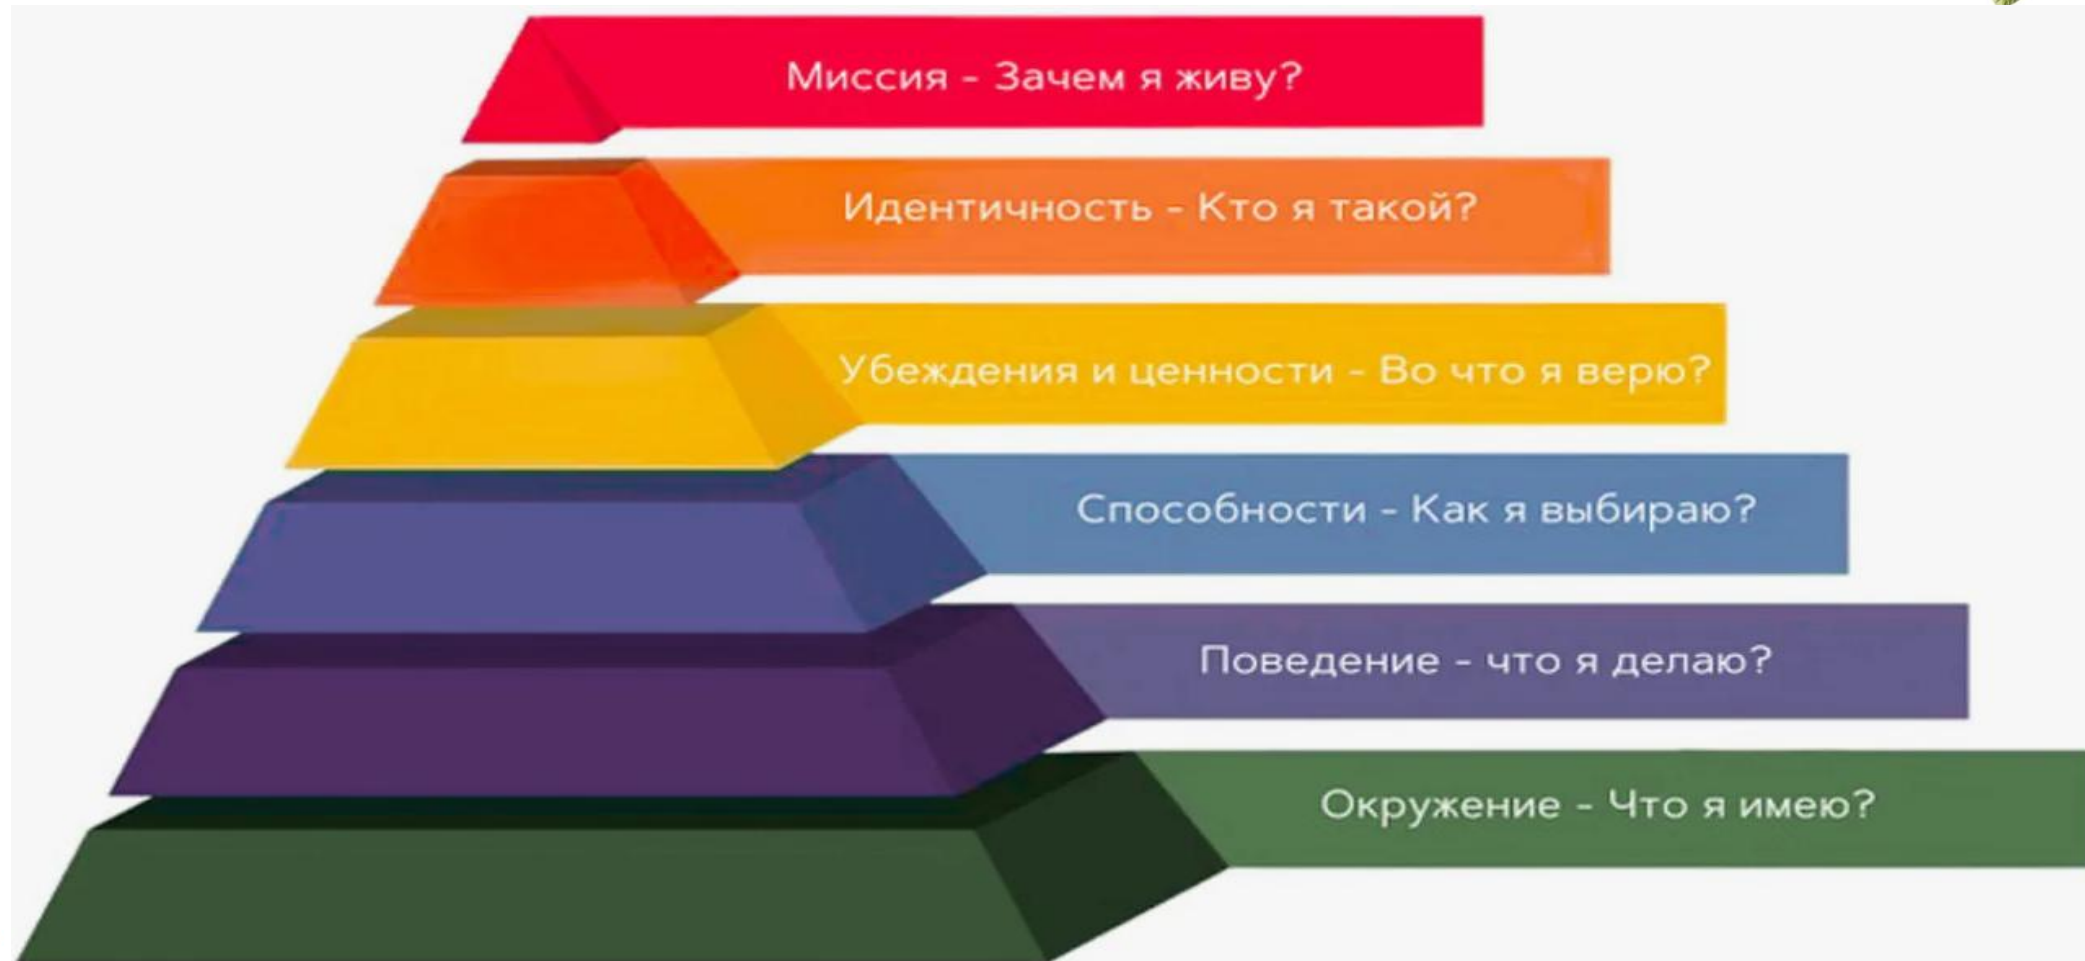 Миссия - Зачем я живу?
Идентичность - Кто я такой?
Убеждения и ценности - Во что я верю?
Способности - Как я выбираю?
Поведение - что я делаю?
Окружение - Что я имею?